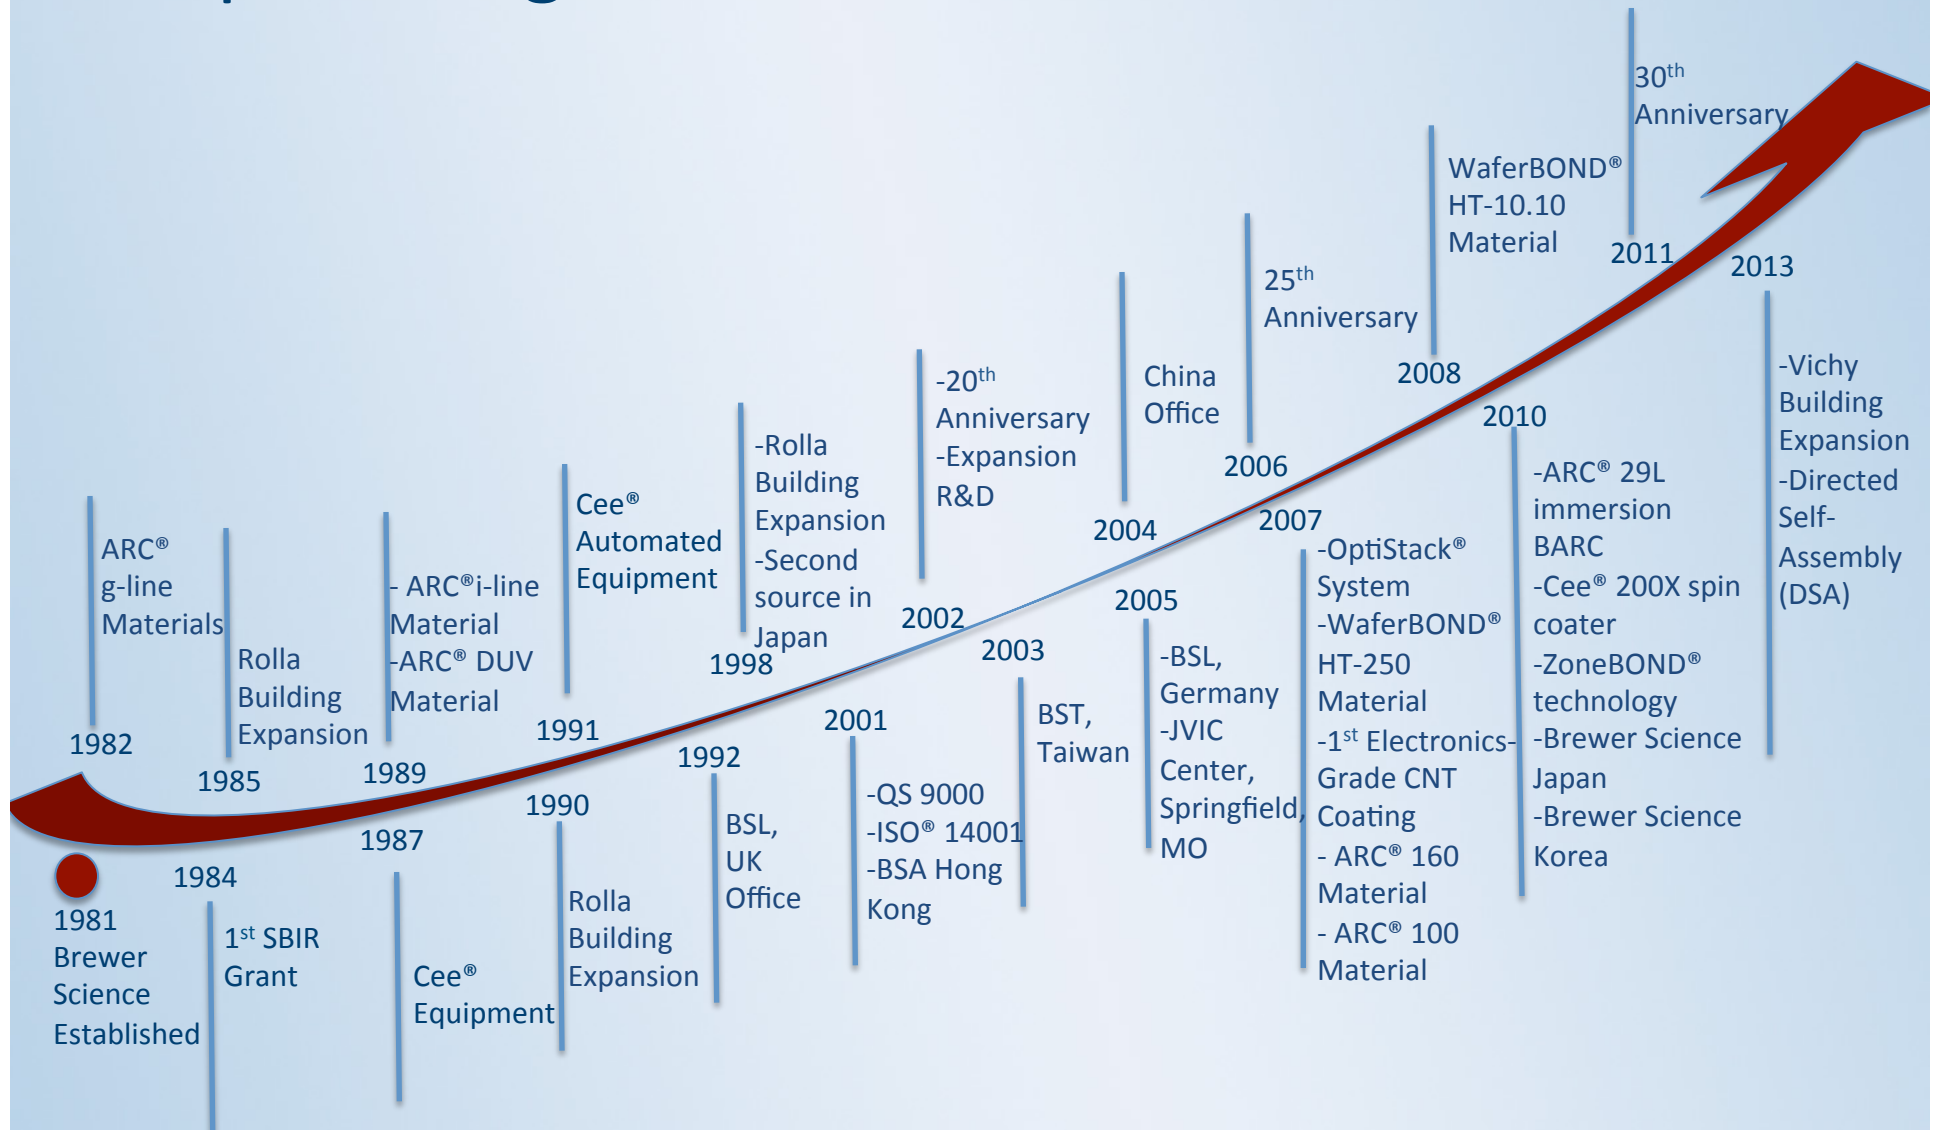 30th
Anniversary
2011
WaferBOND®
HT-10.10
Material
2008
25th
Anniversary
2006
China
Office
2004
-20th
Anniversary
-Expansion
R&D
2002
-Rolla
Building
Expansion
-Second
source in
Japan
1998
Cee®
Automated
Equipment
1991
- ARC®i-line
Material
-ARC® DUV
Material
1989
Rolla
Building
Expansion
1985
ARC®
g-line
Materials
1982
1981
Brewer
Science
Established
1984
1st SBIR
Grant
1987
Cee®
Equipment
1990
Rolla
Building
Expansion
1992
BSL,
UK
Office
2001
-QS 9000
-ISO® 14001
-BSA Hong
Kong
2003
BST,
Taiwan
2005
-BSL,
Germany
-JVIC
Center,
Springfield,
MO
2007
-OptiStack®
System
-WaferBOND®
HT-250
Material
-1st Electronics-
Grade CNT
Coating
- ARC® 160
Material
- ARC® 100
Material
2010
-ARC® 29L
immersion
BARC
-Cee® 200X spin
coater
-ZoneBOND®
technology
-Brewer Science
Japan
-Brewer Science
Korea
2013
-Vichy
Building
Expansion
-Directed
Self-
Assembly
(DSA)